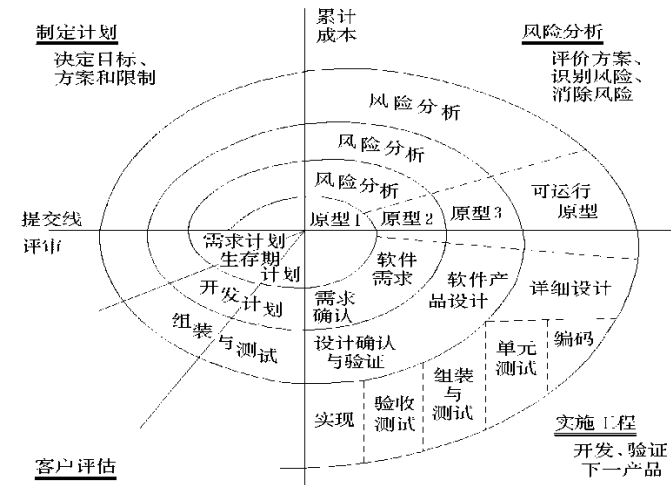 累计
成本
制定计划
决定目标、
方案和限制
风险分析
评价方案、
识别风险、
消除风险
风险分析
风险分析
风险分析
可运行
原型
原型1
原型2
原型3
提交线
评审
需求计划
生存期
计划
软件
需求
开发计划
需求
确认
软件产
品设计
详细设计
组装与测试
设计确认
与验证
单元
测试
编码
组装
与
测试
实现
验收
测试
实施工程
开发、验证
下一产品
客户评估